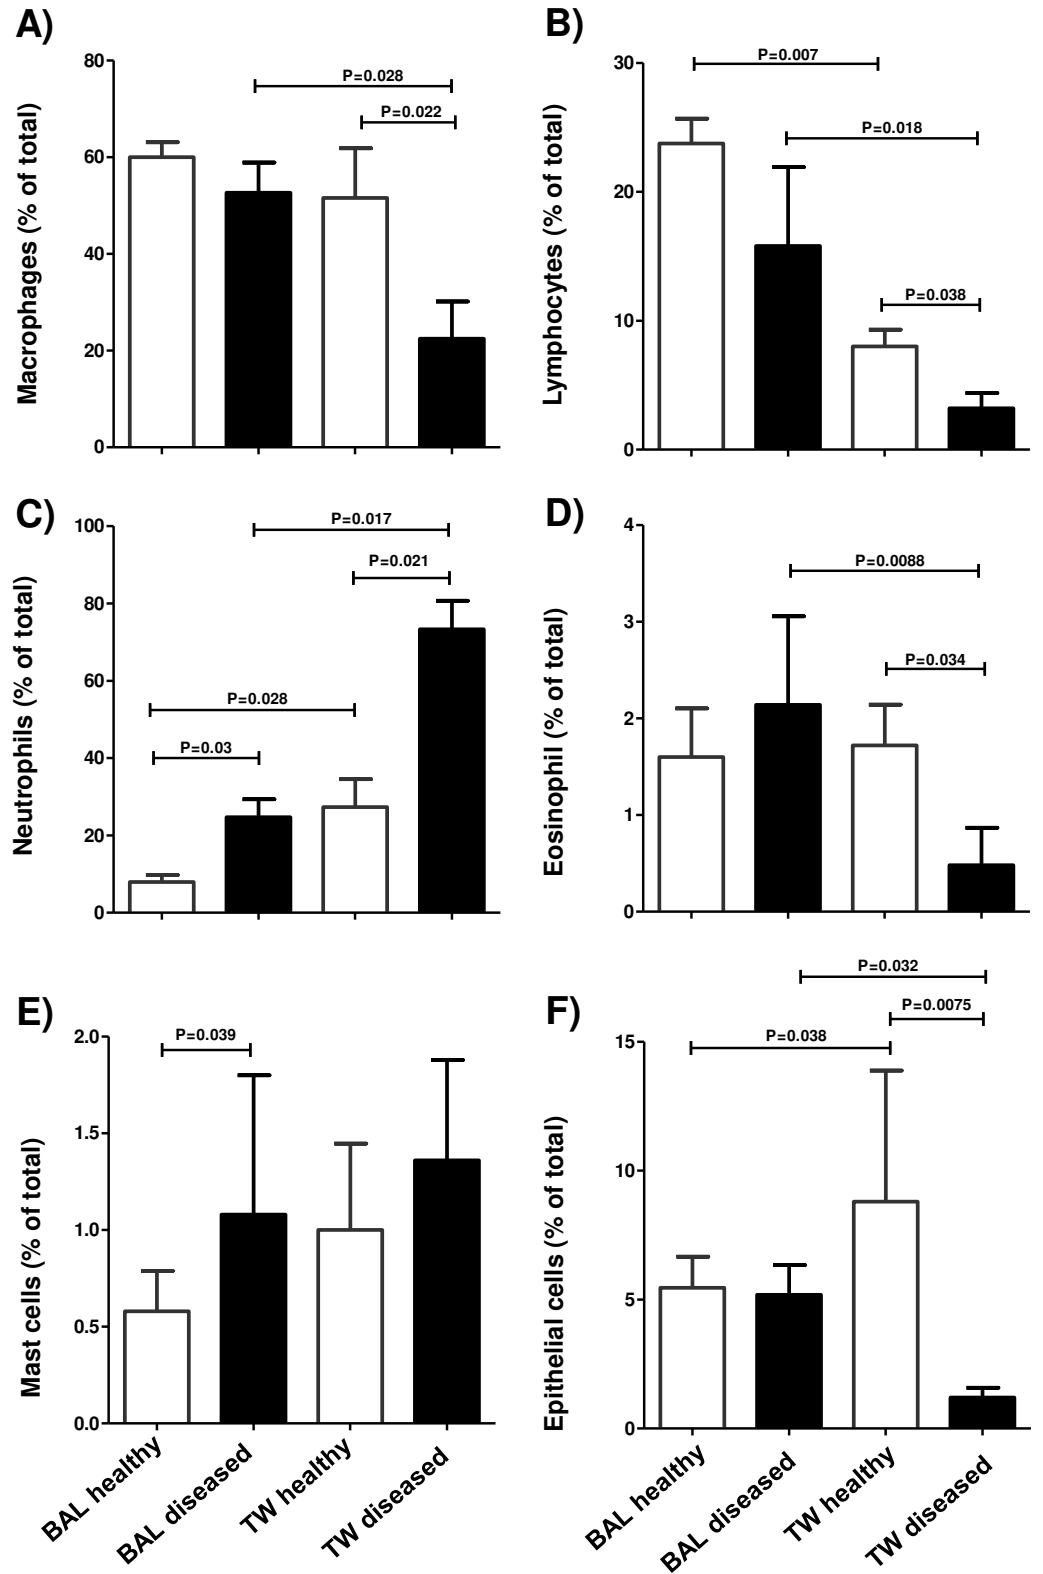 A)
Macrophages (% of total)
80
60
40
20
0
P=0.028
P=0.022
B)
Lymphocytes (% of total)
30
20
10
0
P=0.007
P=0.018
P=0.038
C)
Neutrophils (% of total)
100
80
60
40
20
0
P=0.017
P=0.021
P=0.028
P=0.03
D)
Eosinophil (% of total)
4
3
2
1
0
P=0.0088
P=0.034
E)
Mast cells (% of total)
2.0
1.5
1.0
0.5
0.0
P=0.039
BAL healthy
BAL diseased
TW healthy
TW diseased
F)
Epithelial cells (% of total)
15
10
5
0
P=0.032
P=0.0075
P=0.038
BAL healthy
BAL diseased
TW healthy
TW diseased